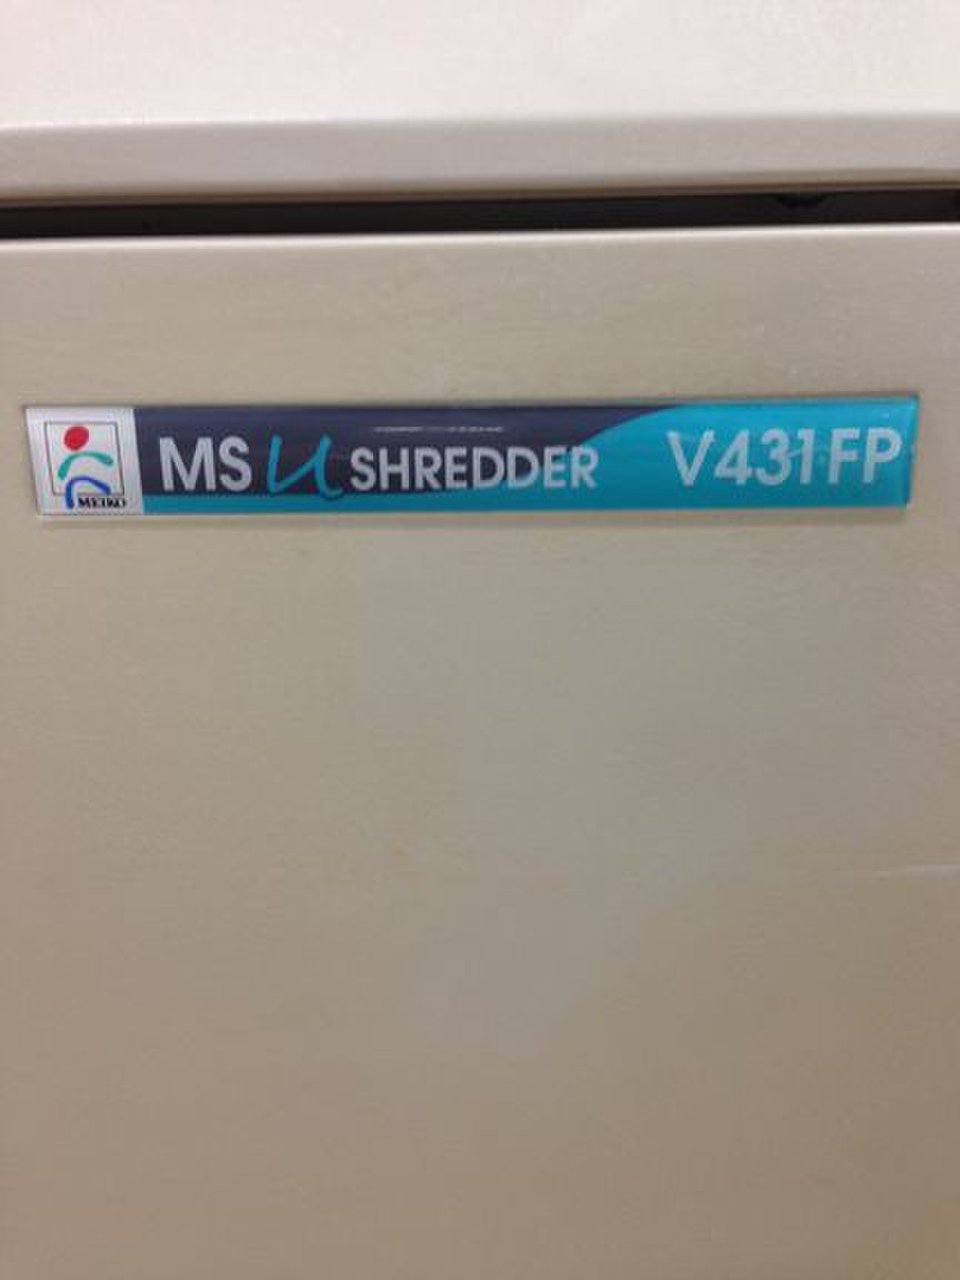 MEIKO
MS U SHREDDER V431FP